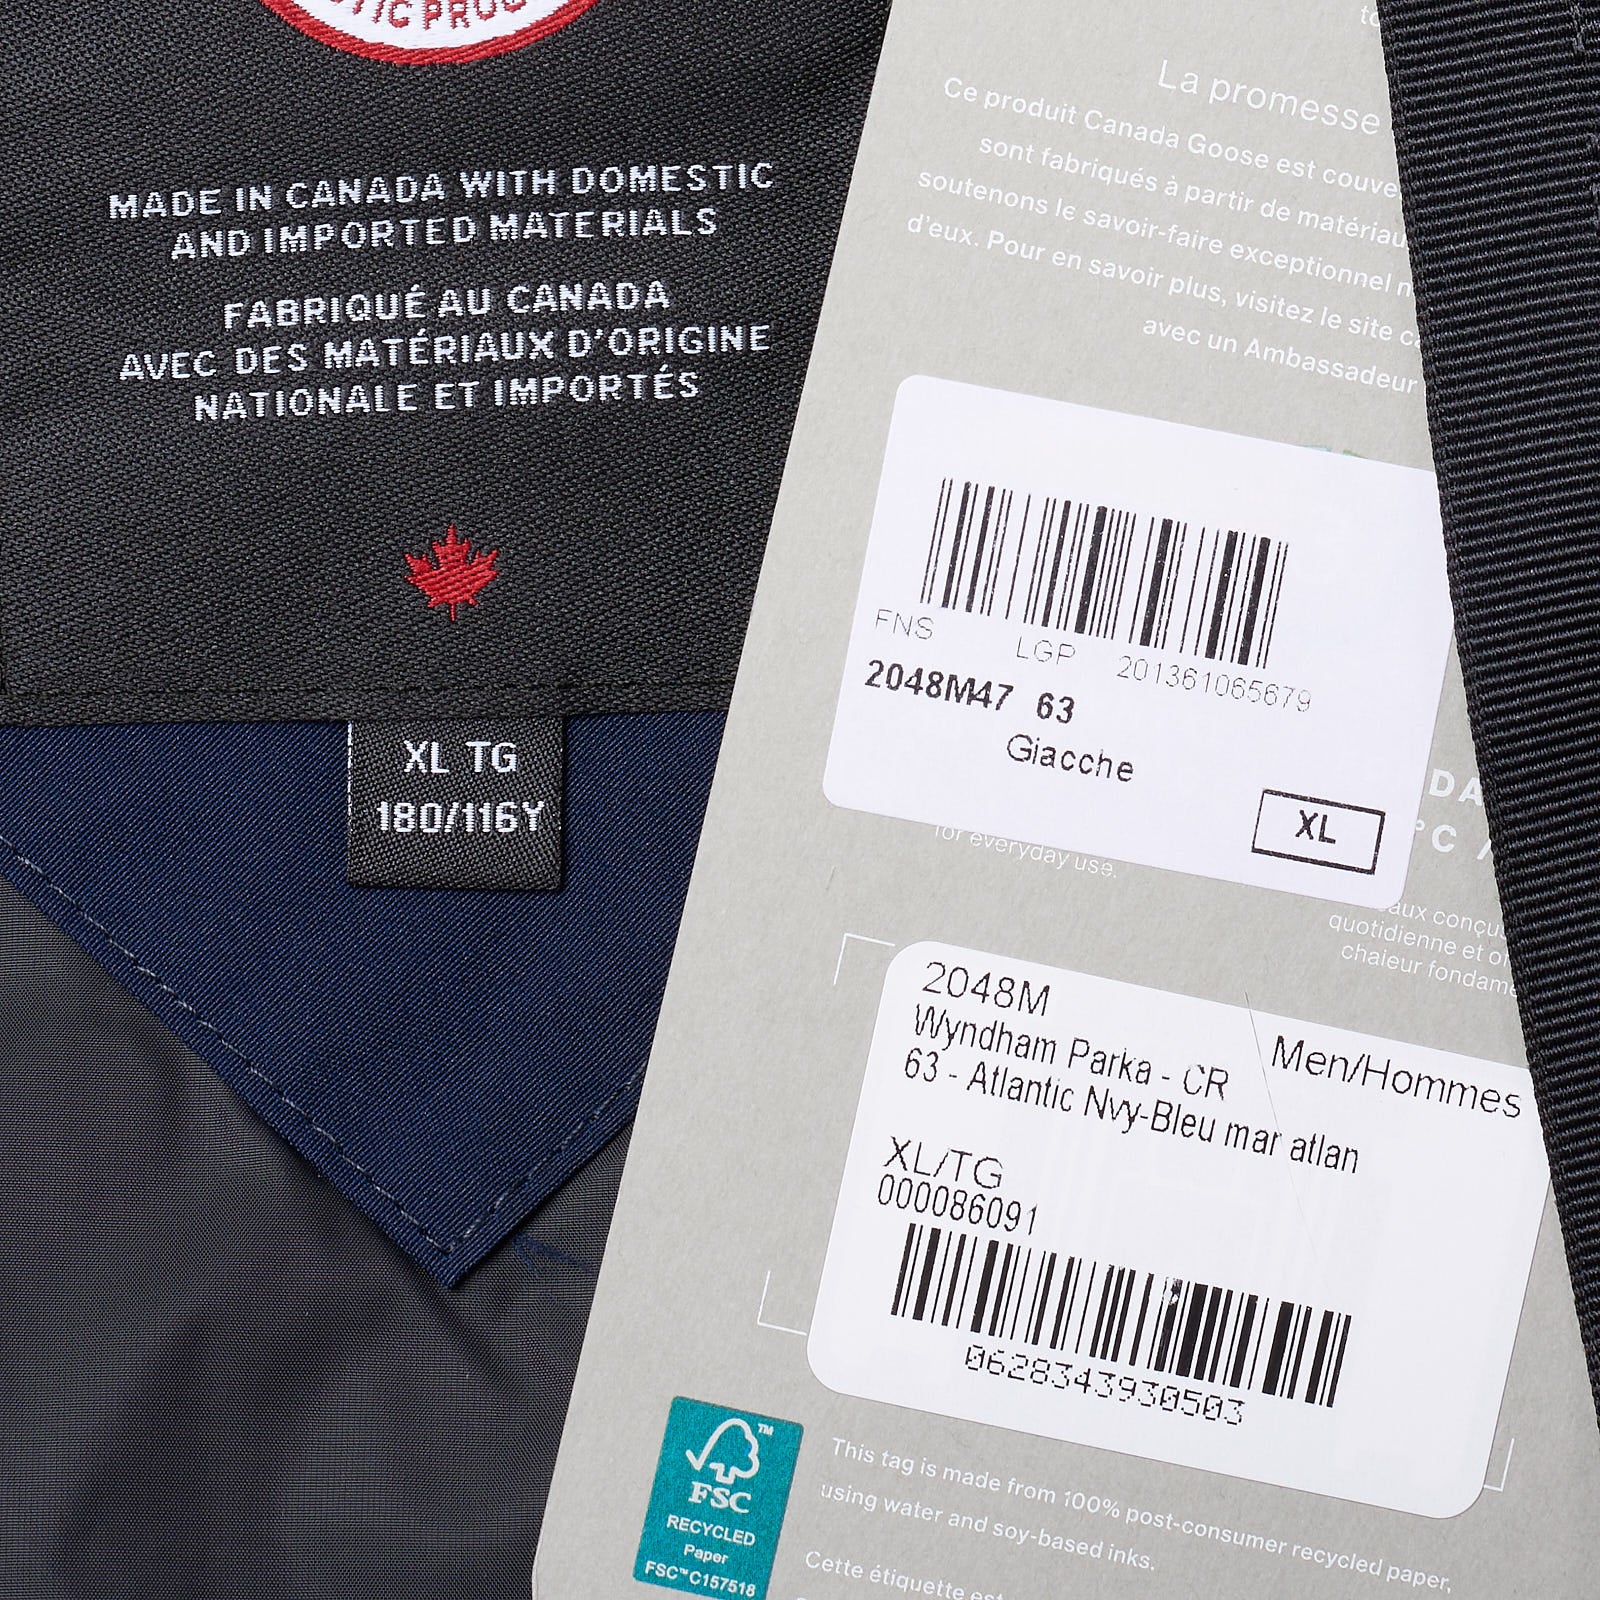 MADE IN CANADA WITH DOMESTIC
AND IMPORTED MATERIALS
FABRIQUÉ AU CANADA
AVEC DES MATÉRIAUX D'ORIGINE
NATIONALE ET IMPORTÉS
XL TG
180/116Y
La promesse
Ce produit Canada Goose est
sont fabriqués à partir de
soutenons le savoir-faire exceptionnel
d'eux. Pour en savoir plus, visitez le site
avec un Ambassadeur
FNS LGP 201361065679
2048M47 63
Giacche
XL
for everyday use.
quotidienne et
chaleur
2048M
Wyndham Parka - CR
Men/Hommes
63 - Atlantic Nvy-Bleu mar atlan
XL/TG
000086091
0628343930503
FSC
RECYCLED
Paper
FSC™ C157518
This tag is made from 100% post-consumer recycled paper,
using water and soy-based inks.
Cette étiquette est